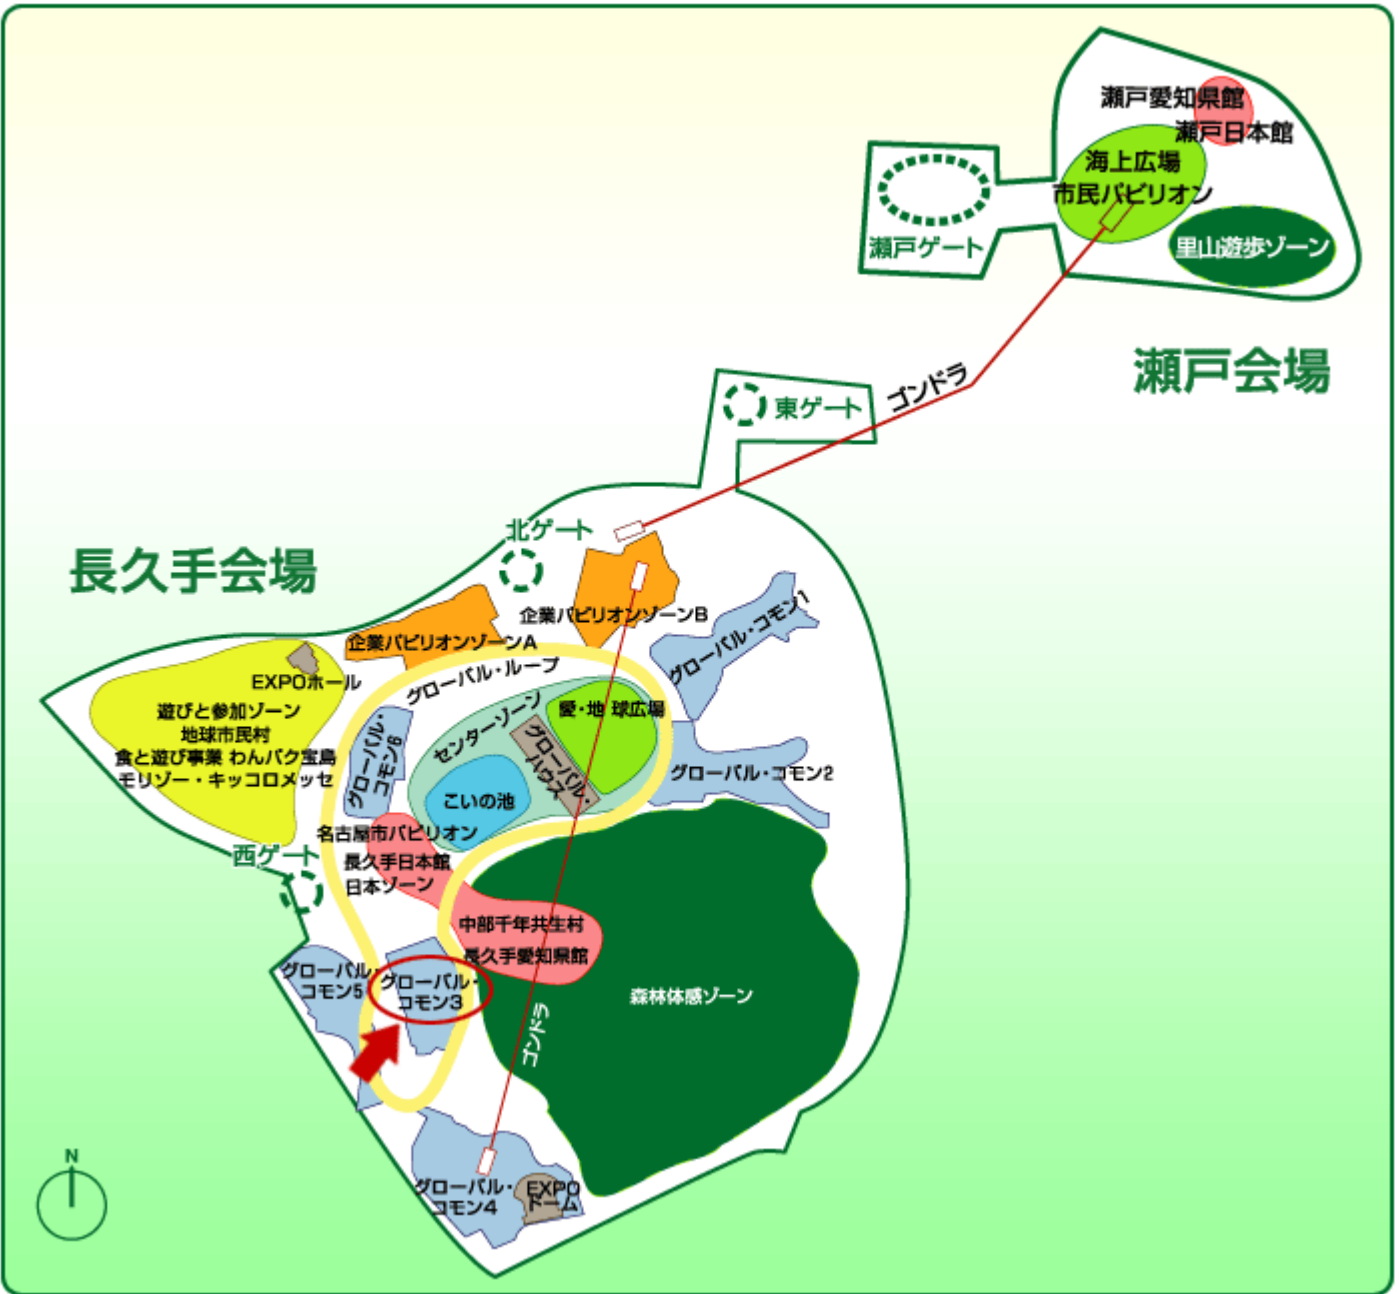 瀬戸愛知県館
瀬戸日本館
海上広場
市民パビリオン
里山遊歩ゾーン
瀬戸ゲート
瀬戸会場
ゴンドラ
東ゲート
北ゲート
長久手会場
企業パビリオンゾーンB
企業パビリオンゾーンA
グローバル・コモン1
グローバル・ループ
EXPOホール
遊びと参加ゾーン
地球市民村
食と遊び事業 わんパク宝島
モリゾー・キッコロメッセ
グローバル・
コモン6
センターゾーン
愛・地球広場
グローバル・
ハウス
こいの池
グローバル・コモン2
名古屋市パビリオン
長久手日本館
日本ゾーン
西ゲート
中部千年共生村
長久手愛知県館
グローバル・
コモン5
グローバル・
コモン3
森林体感ゾーン
ゴンドラ
グローバル・
コモン4
EXPO
ドーム
N